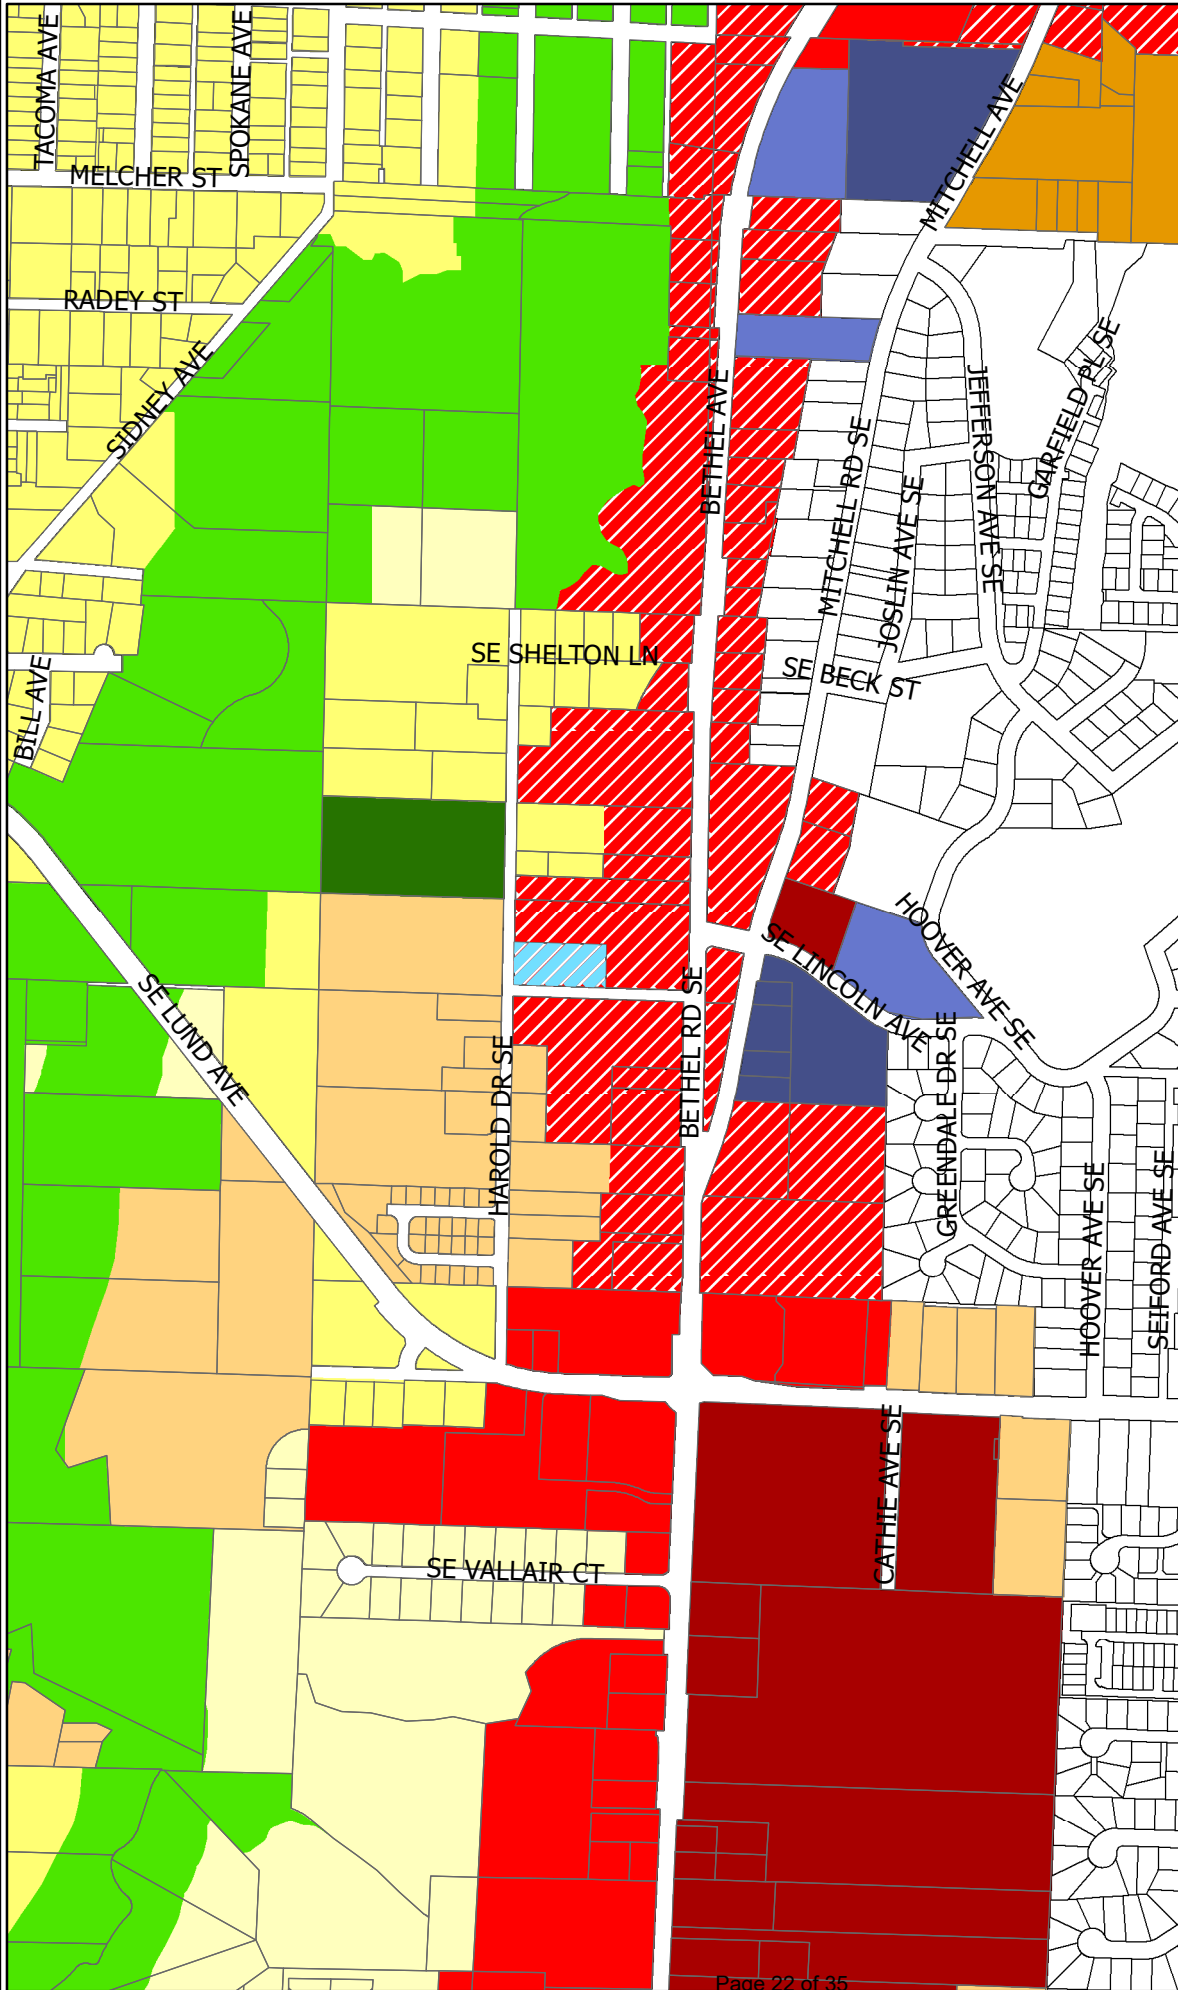 TACOMA AVE
SPOKANE AVE
MELCHER ST
MITCHELL AVE
RADEY ST
SIDNEY AVE
BETHEL AVE
MITCHELL RD SE
JOSLIN AVE SE
JEFFERSON AVE SE
GARFIELD PL SE
SE SHELTON LN
SE BECK ST
BILL AVE
SE LINCOLN AVE
HOOVER AVE SE
SE LUND AVE
HAROLD DR SE
BETHEL RD SE
GREENDALE DR SE
HOOVER AVE SE
SEIFORD AVE SE
CATHIE AVE SE
SE VALLAIR CT
Page 22 of 35